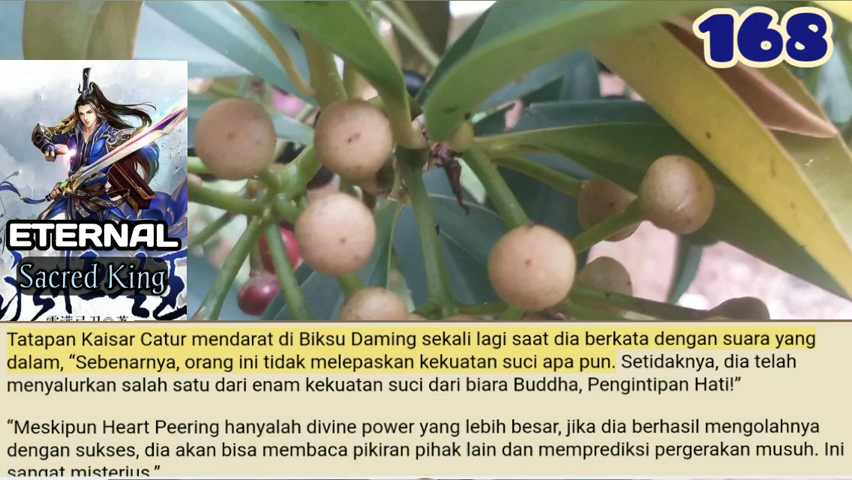 168
ETERNAL
Sacred King
Tatapan Kaisar Catur mendarat di Biksu Daming sekali lagi saat dia berkata dengan suara yang
dalam, “Sebenarnya, orang ini tidak melepaskan kekuatan suci apa pun. Setidaknya, dia telah
menyalurkan salah satu dari enam kekuatan suci dari biara Buddha, Pengintipan Hati!”
“Meskipun Heart Peering hanyalah divine power yang lebih besar, jika dia berhasil mengolahnya
dengan sukses, dia akan bisa membaca pikiran pihak lain dan memprediksi pergerakan musuh. Ini
sangat misterius.”